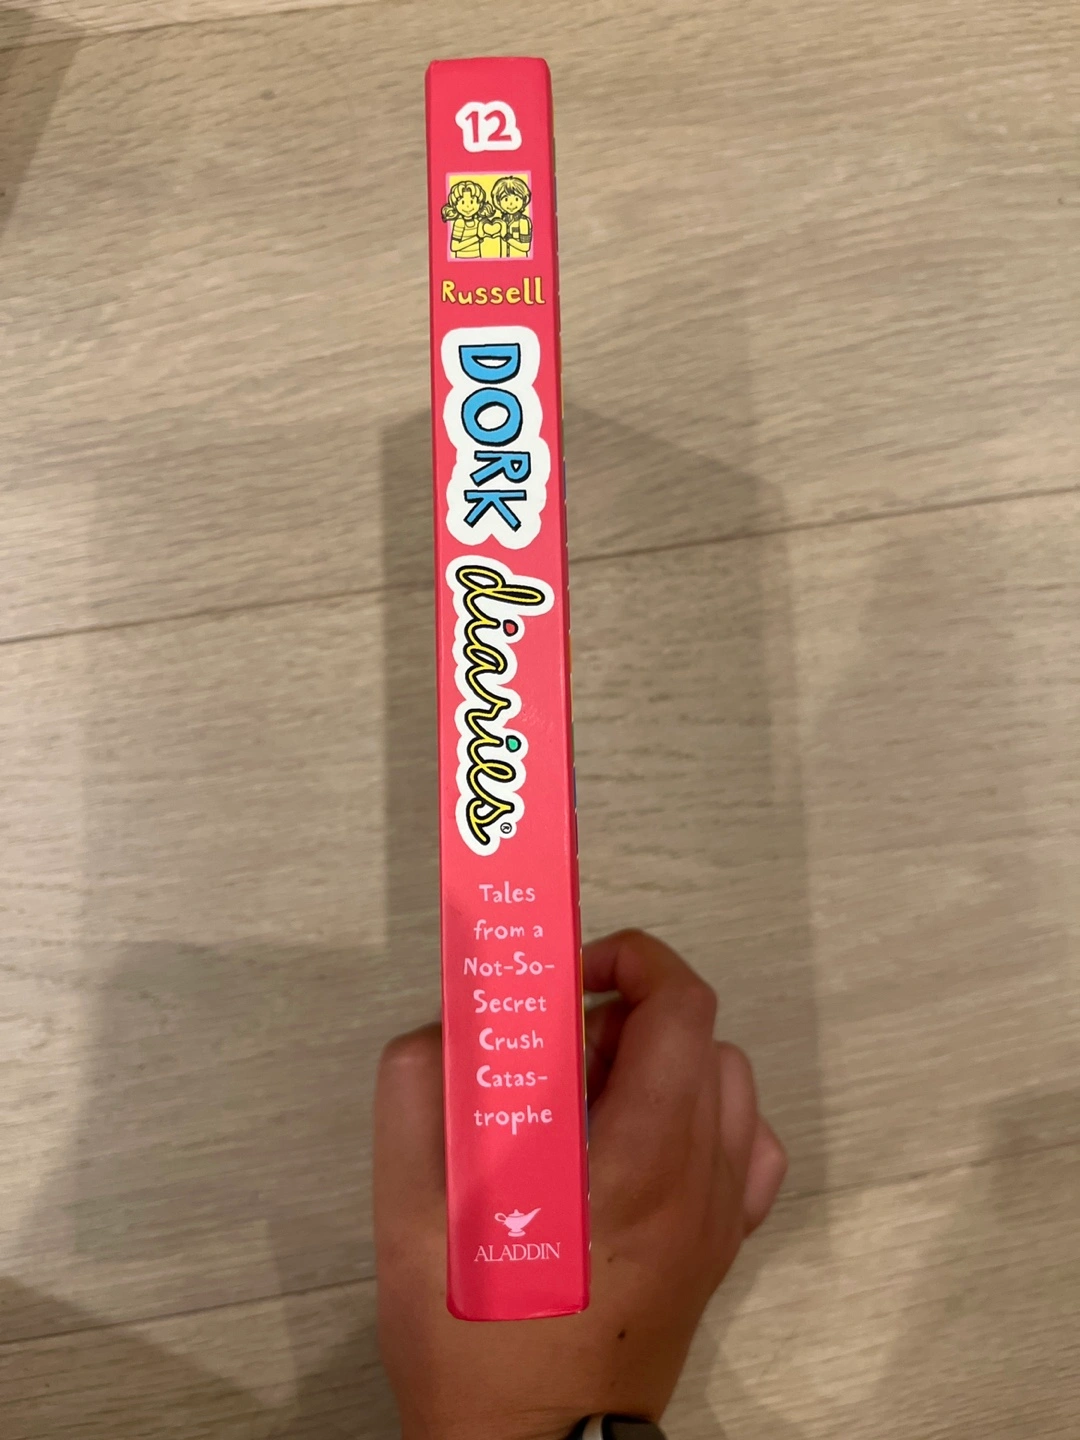 12
Russell
DORK
diaries®
Tales
from a
Not-So-
Secret
Crush
Catas-
trophe
ALADDIN